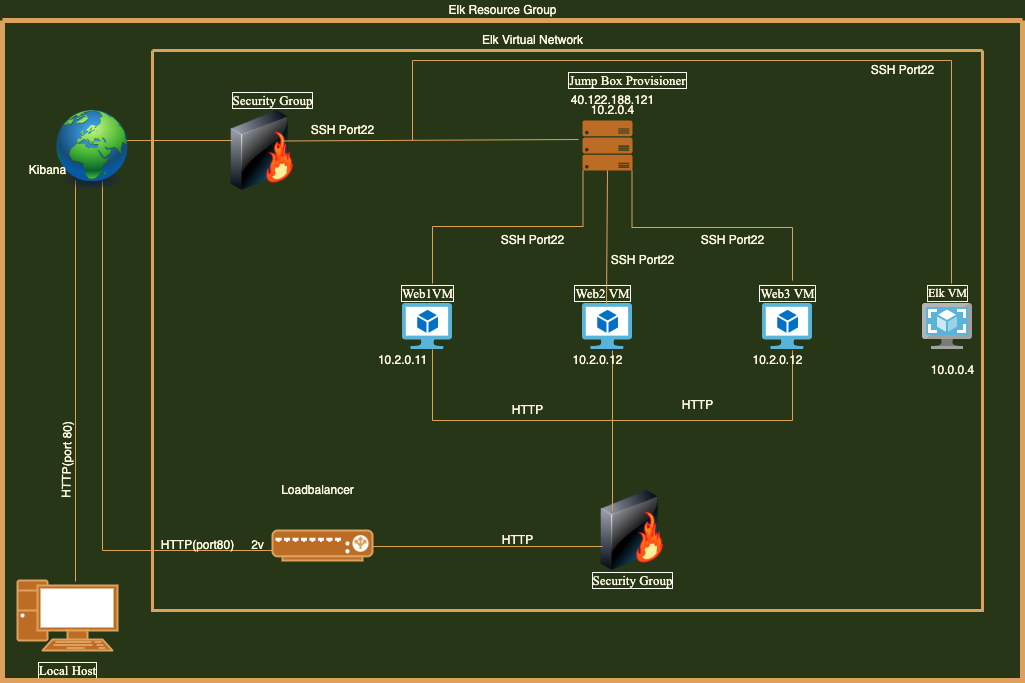 Elk Resource Group
Elk Virtual Network
SSH Port22
Jump Box Provisioner
40.122.188.121
10.2.0.4
Security Group
SSH Port22
Kibana
SSH Port22
SSH Port22
SSH Port22
Web1VM
Web2 VM
Web3 VM
Elk VM
10.2.0.11
10.2.0.12
10.2.0.12
10.0.0.4
HTTP
HTTP
HTTP(port 80)
Loadbalancer
HTTP(port80)
2v
HTTP
Security Group
Local Host